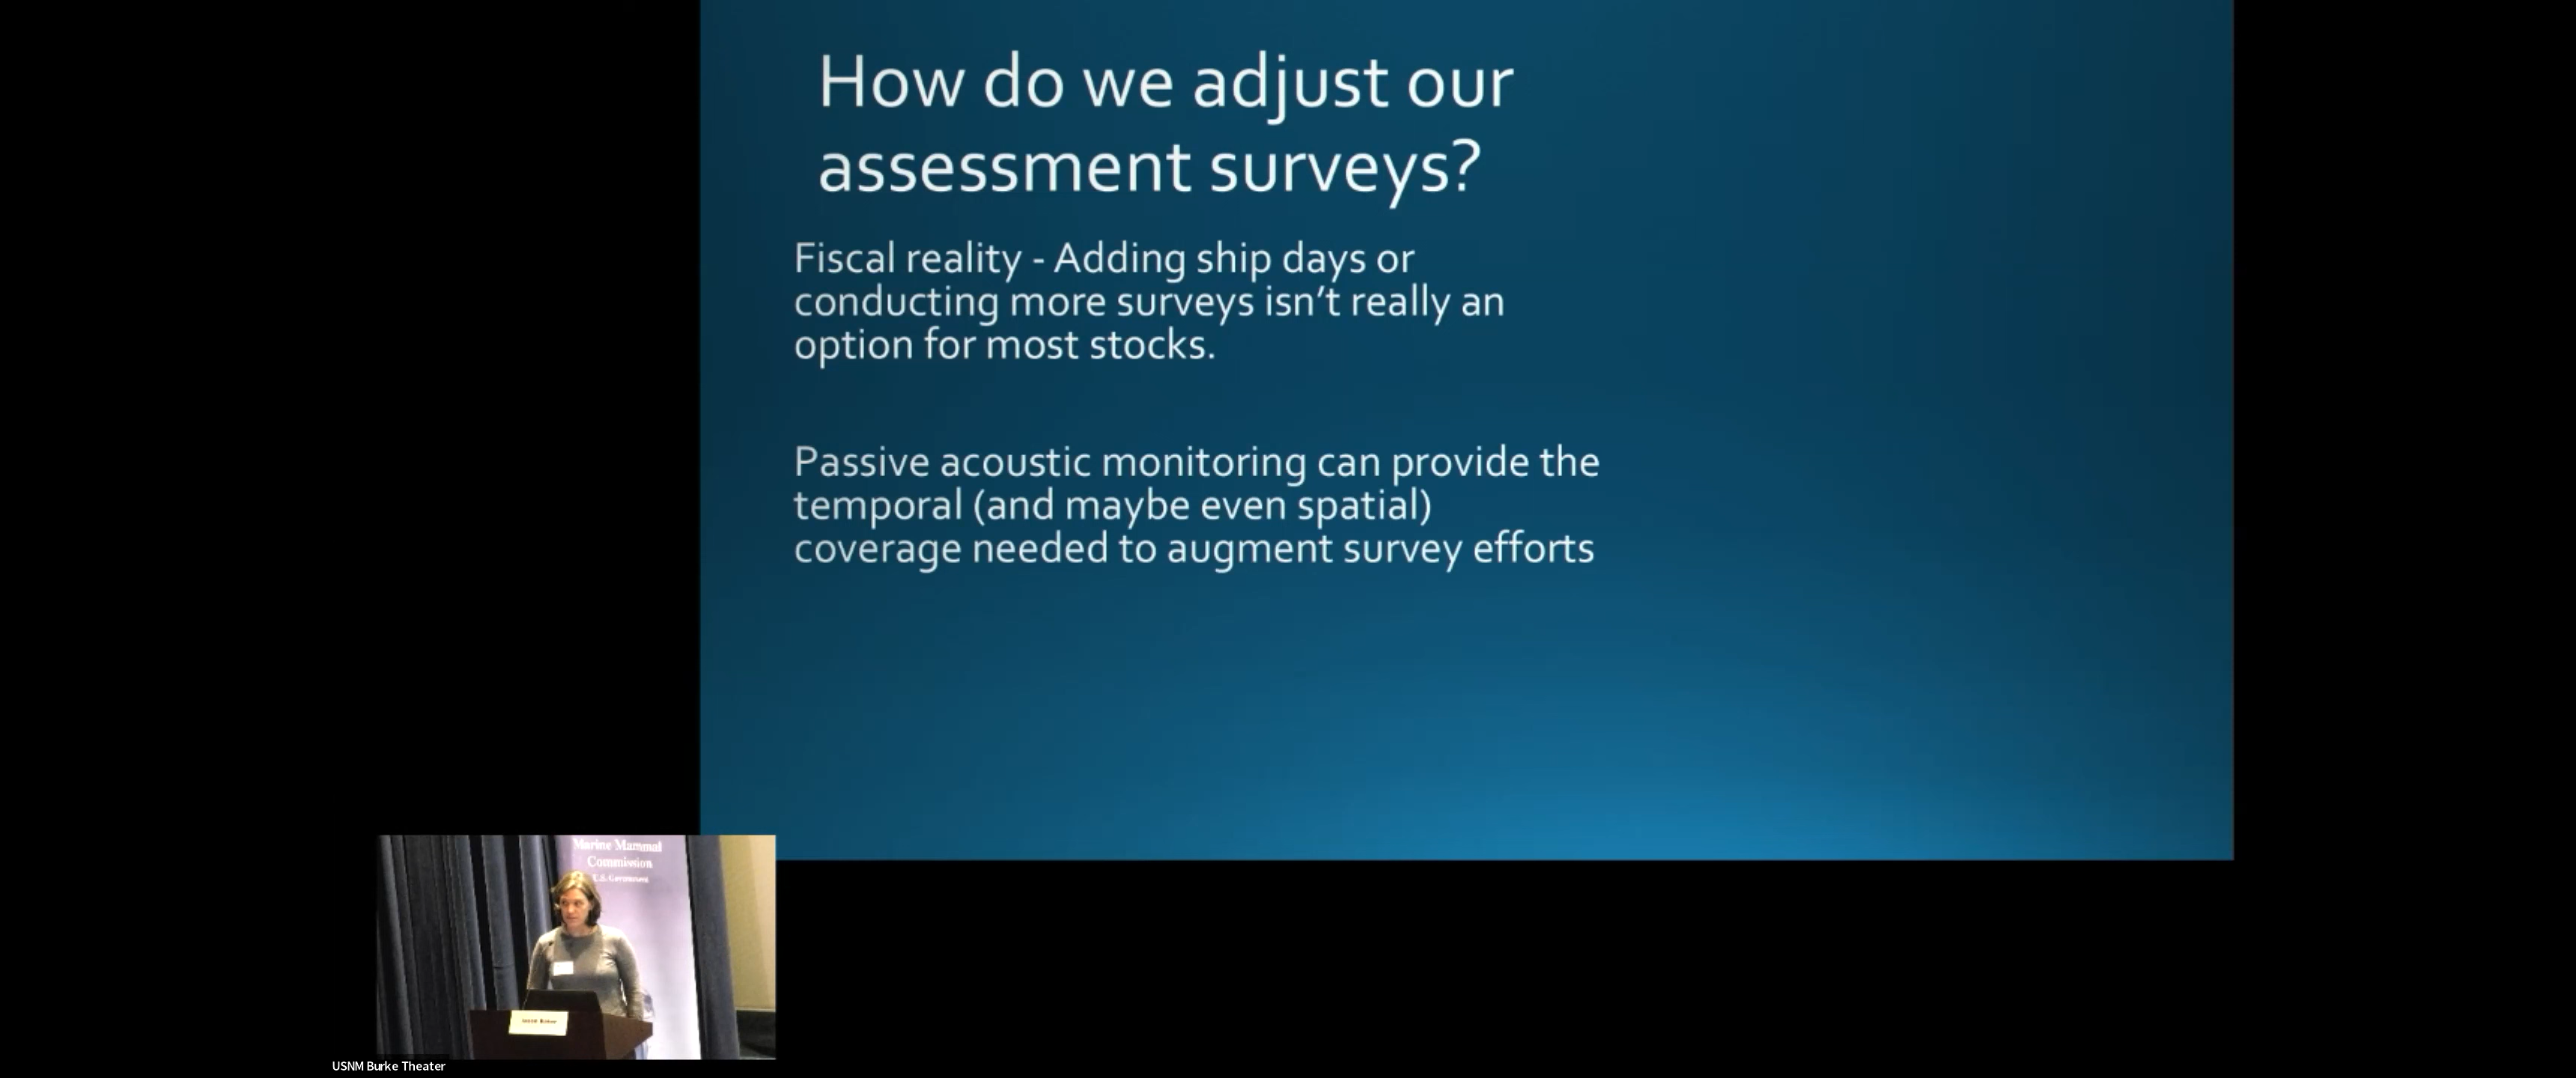 How do we adjust our
assessment surveys?
Fiscal reality - Adding ship days or
conducting more surveys isn’t really an
option for most stocks.
Passive acoustic monitoring can provide the
temporal (and maybe even spatial)
coverage needed to augment survey efforts
Marine Mammal
Commission
U.S. Government
USNM Burke Theater